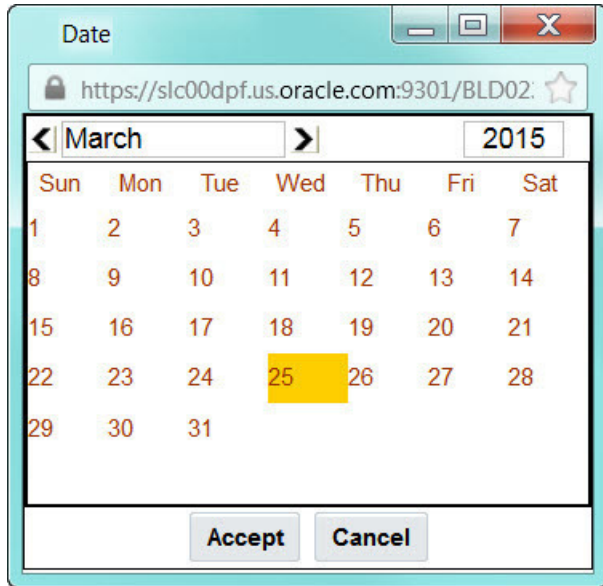 Date
https://slc00dpf.us.oracle.com:9301/BLD02
March 2015
Sun Mon Tue Wed Thu Fri Sat
1 2 3 4 5 6 7
8 9 10 11 12 13 14
15 16 17 18 19 20 21
22 23 24 25 26 27 28
29 30 31
Accept Cancel